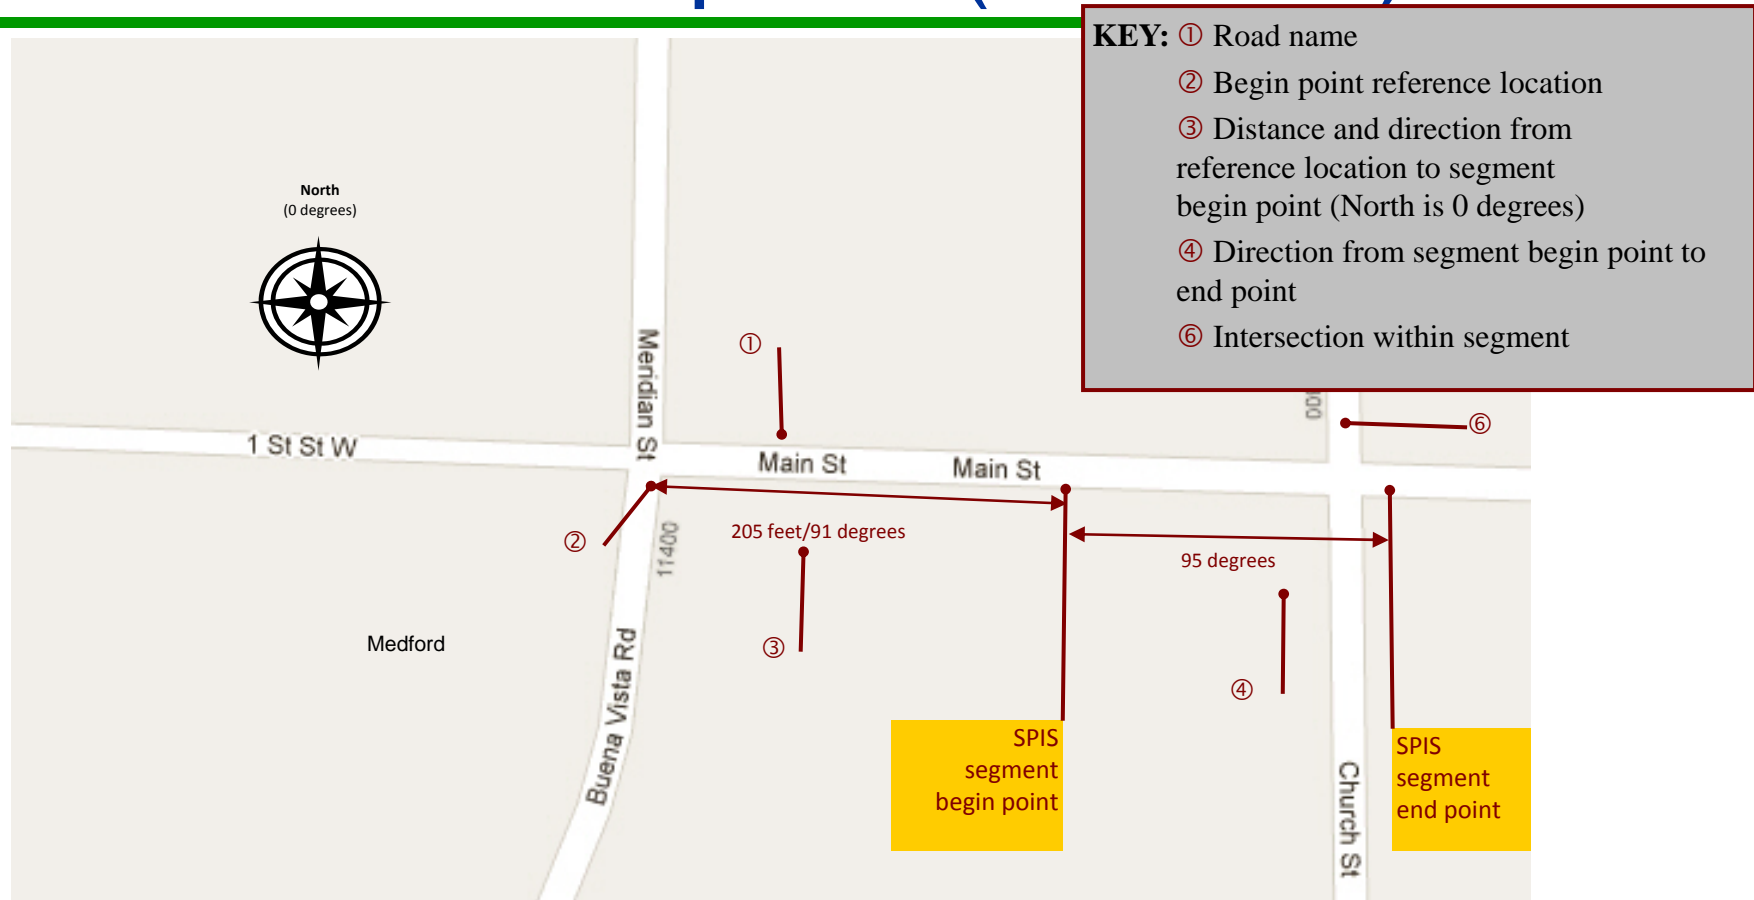 KEY: ① Road name
② Begin point reference location
③ Distance and direction from
reference location to segment
begin point (North is 0 degrees)
④ Direction from segment begin point to
end point
⑥ Intersection within segment
North
(0 degrees)
①
Meridian St
⑥
1 St St W
Main St
Main St
②
11400
205 feet/91 degrees
95 degrees
Medford
③
④
Buena Vista Rd
SPIS
segment
begin point
SPIS
segment
end point
Church St